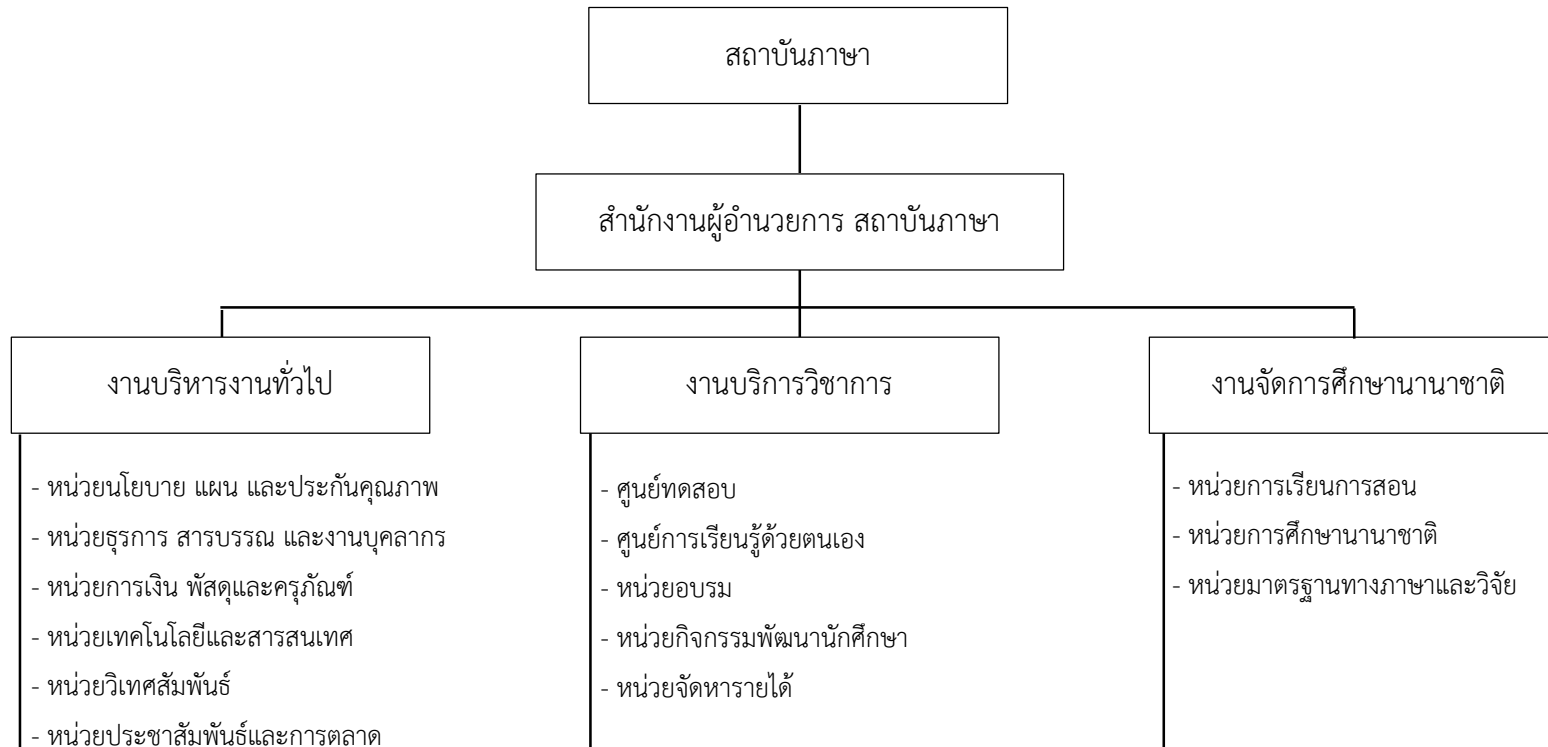 สถาบันภาษา
สำนักงานผู้อำนวยการ สถาบันภาษา
งานบริหารงานทั่วไป
- หน่วยนโยบาย แผน และประกันคุณภาพ
- หน่วยธุรการ สารบรรณ และงานบุคลากร
- หน่วยการเงิน พัสดุและครุภัณฑ์
- หน่วยเทคโนโลยีและสารสนเทศ
- หน่วยวิเทศสัมพันธ์
- หน่วยประชาสัมพันธ์และการตลาด
งานบริการวิชาการ
- ศูนย์ทดสอบ
- ศูนย์การเรียนรู้ด้วยตนเอง
- หน่วยอบรม
- หน่วยกิจกรรมพัฒนานักศึกษา
- หน่วยจัดหารายได้
งานจัดการศึกษานานาชาติ
- หน่วยการเรียนการสอน
- หน่วยการศึกษานานาชาติ
- หน่วยมาตรฐานทางภาษาและวิจัย